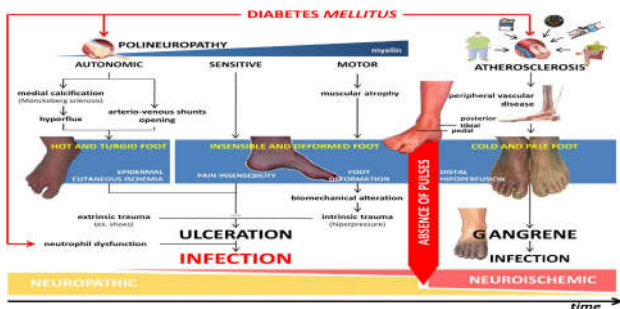 DIABETES MELLITUS
POLINEUROPATHY
myelin
AUTONOMIC
SENSITIVE
MOTOR
ATHEROSCLEROSIS
medial calcification
(Monckeberg sclerosis)
hyperflux
arterio-venous shunts
opening
muscular atrophy
peripheral vascular
disease
posterior
tibial
pedal
HOT AND TURGID FOOT
INSENSIBLE AND DEFORMED FOOT
COLD AND PALE FOOT
EPIDERMAL
CUTANEOUS ISCHEMIA
PAIN INSENSIBILITY
FOOT
DEFORMATION
DISTAL
HIPOPERFUSION
ABSENCE OF PULSES
biomechanical alteration
extrinsic trauma
(ex. shoes)
intrinsic trauma
(hiperpressure)
neutrophil dysfunction
ULCERATION
INFECTION
GANGRENE
INFECTION
NEUROPATHIC
NEUROISCHEMIC
time